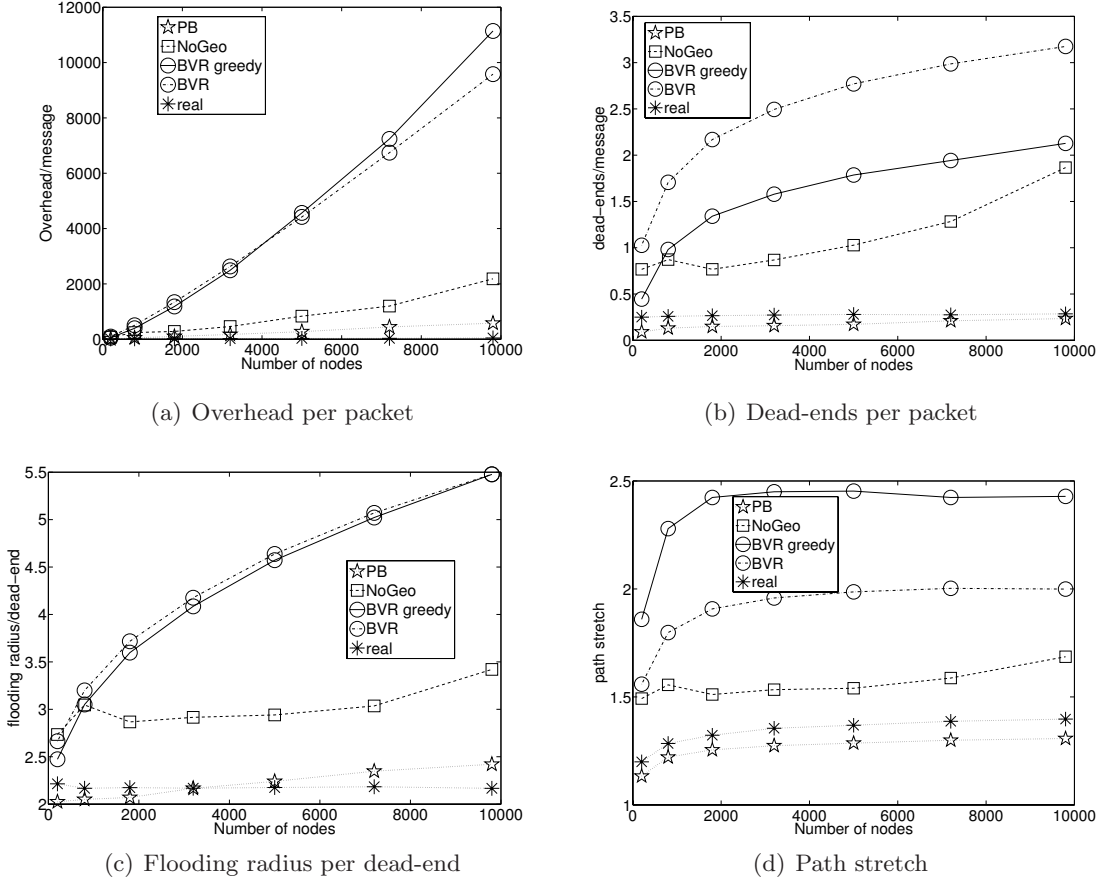 12000
10000
8000
6000
4000
2000
0
0
2000
4000
6000
8000
10000
Number of nodes
Overhead/message
PB
NoGeo
BVR greedy
BVR
real
(a) Overhead per packet
3.5
3
2.5
2
1.5
1
0.5
0
0
2000
4000
6000
8000
10000
Number of nodes
dead-ends/message
PB
NoGeo
BVR greedy
BVR
real
(b) Dead-ends per packet
5.5
5
4.5
4
3.5
3
2.5
2
0
2000
4000
6000
8000
10000
Number of nodes
flooding radius/dead-end
PB
NoGeo
BVR greedy
BVR
real
(c) Flooding radius per dead-end
2.5
2
1.5
1
0
2000
4000
6000
8000
10000
Number of nodes
path stretch
PB
NoGeo
BVR greedy
BVR
real
(d) Path stretch